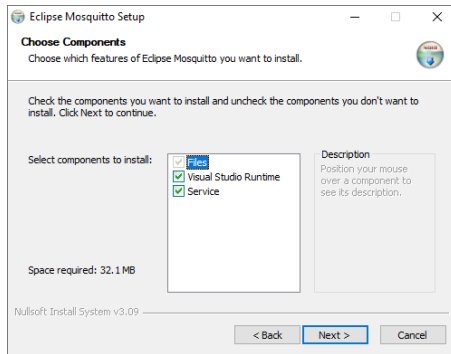 Eclipse Mosquitto Setup
Choose Components
Choose which features of Eclipse Mosquitto you want to install.
Check the components you want to install and uncheck the components you don't want to
install. Click Next to continue.
Select components to install:
Files
Visual Studio Runtime
Service
Description
Position your mouse
over a component to
see its description.
Space required: 32.1 MB
Nullsoft Install System v3.09
< Back
Next >
Cancel